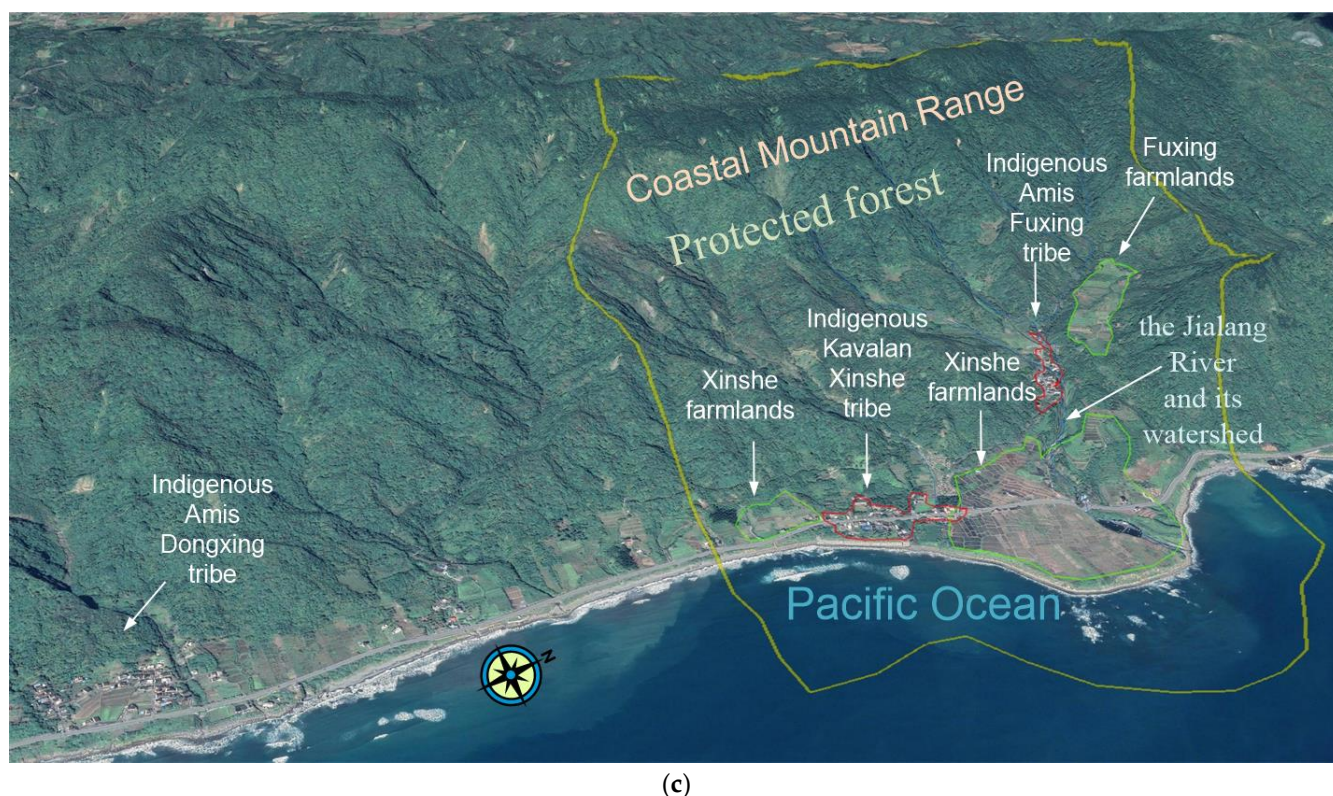 Coastal Mountain Range
Protected forest
Indigenous
Amis
Fuxing
tribe
Fuxing
farmlands
the Jialang
River
and its
watershed
Indigenous
Kavalan
Xinshe
tribe
Xinshe
farmlands
Xinshe
farmlands
Indigenous
Amis
Dongxing
tribe
Pacific Ocean
N
(c)